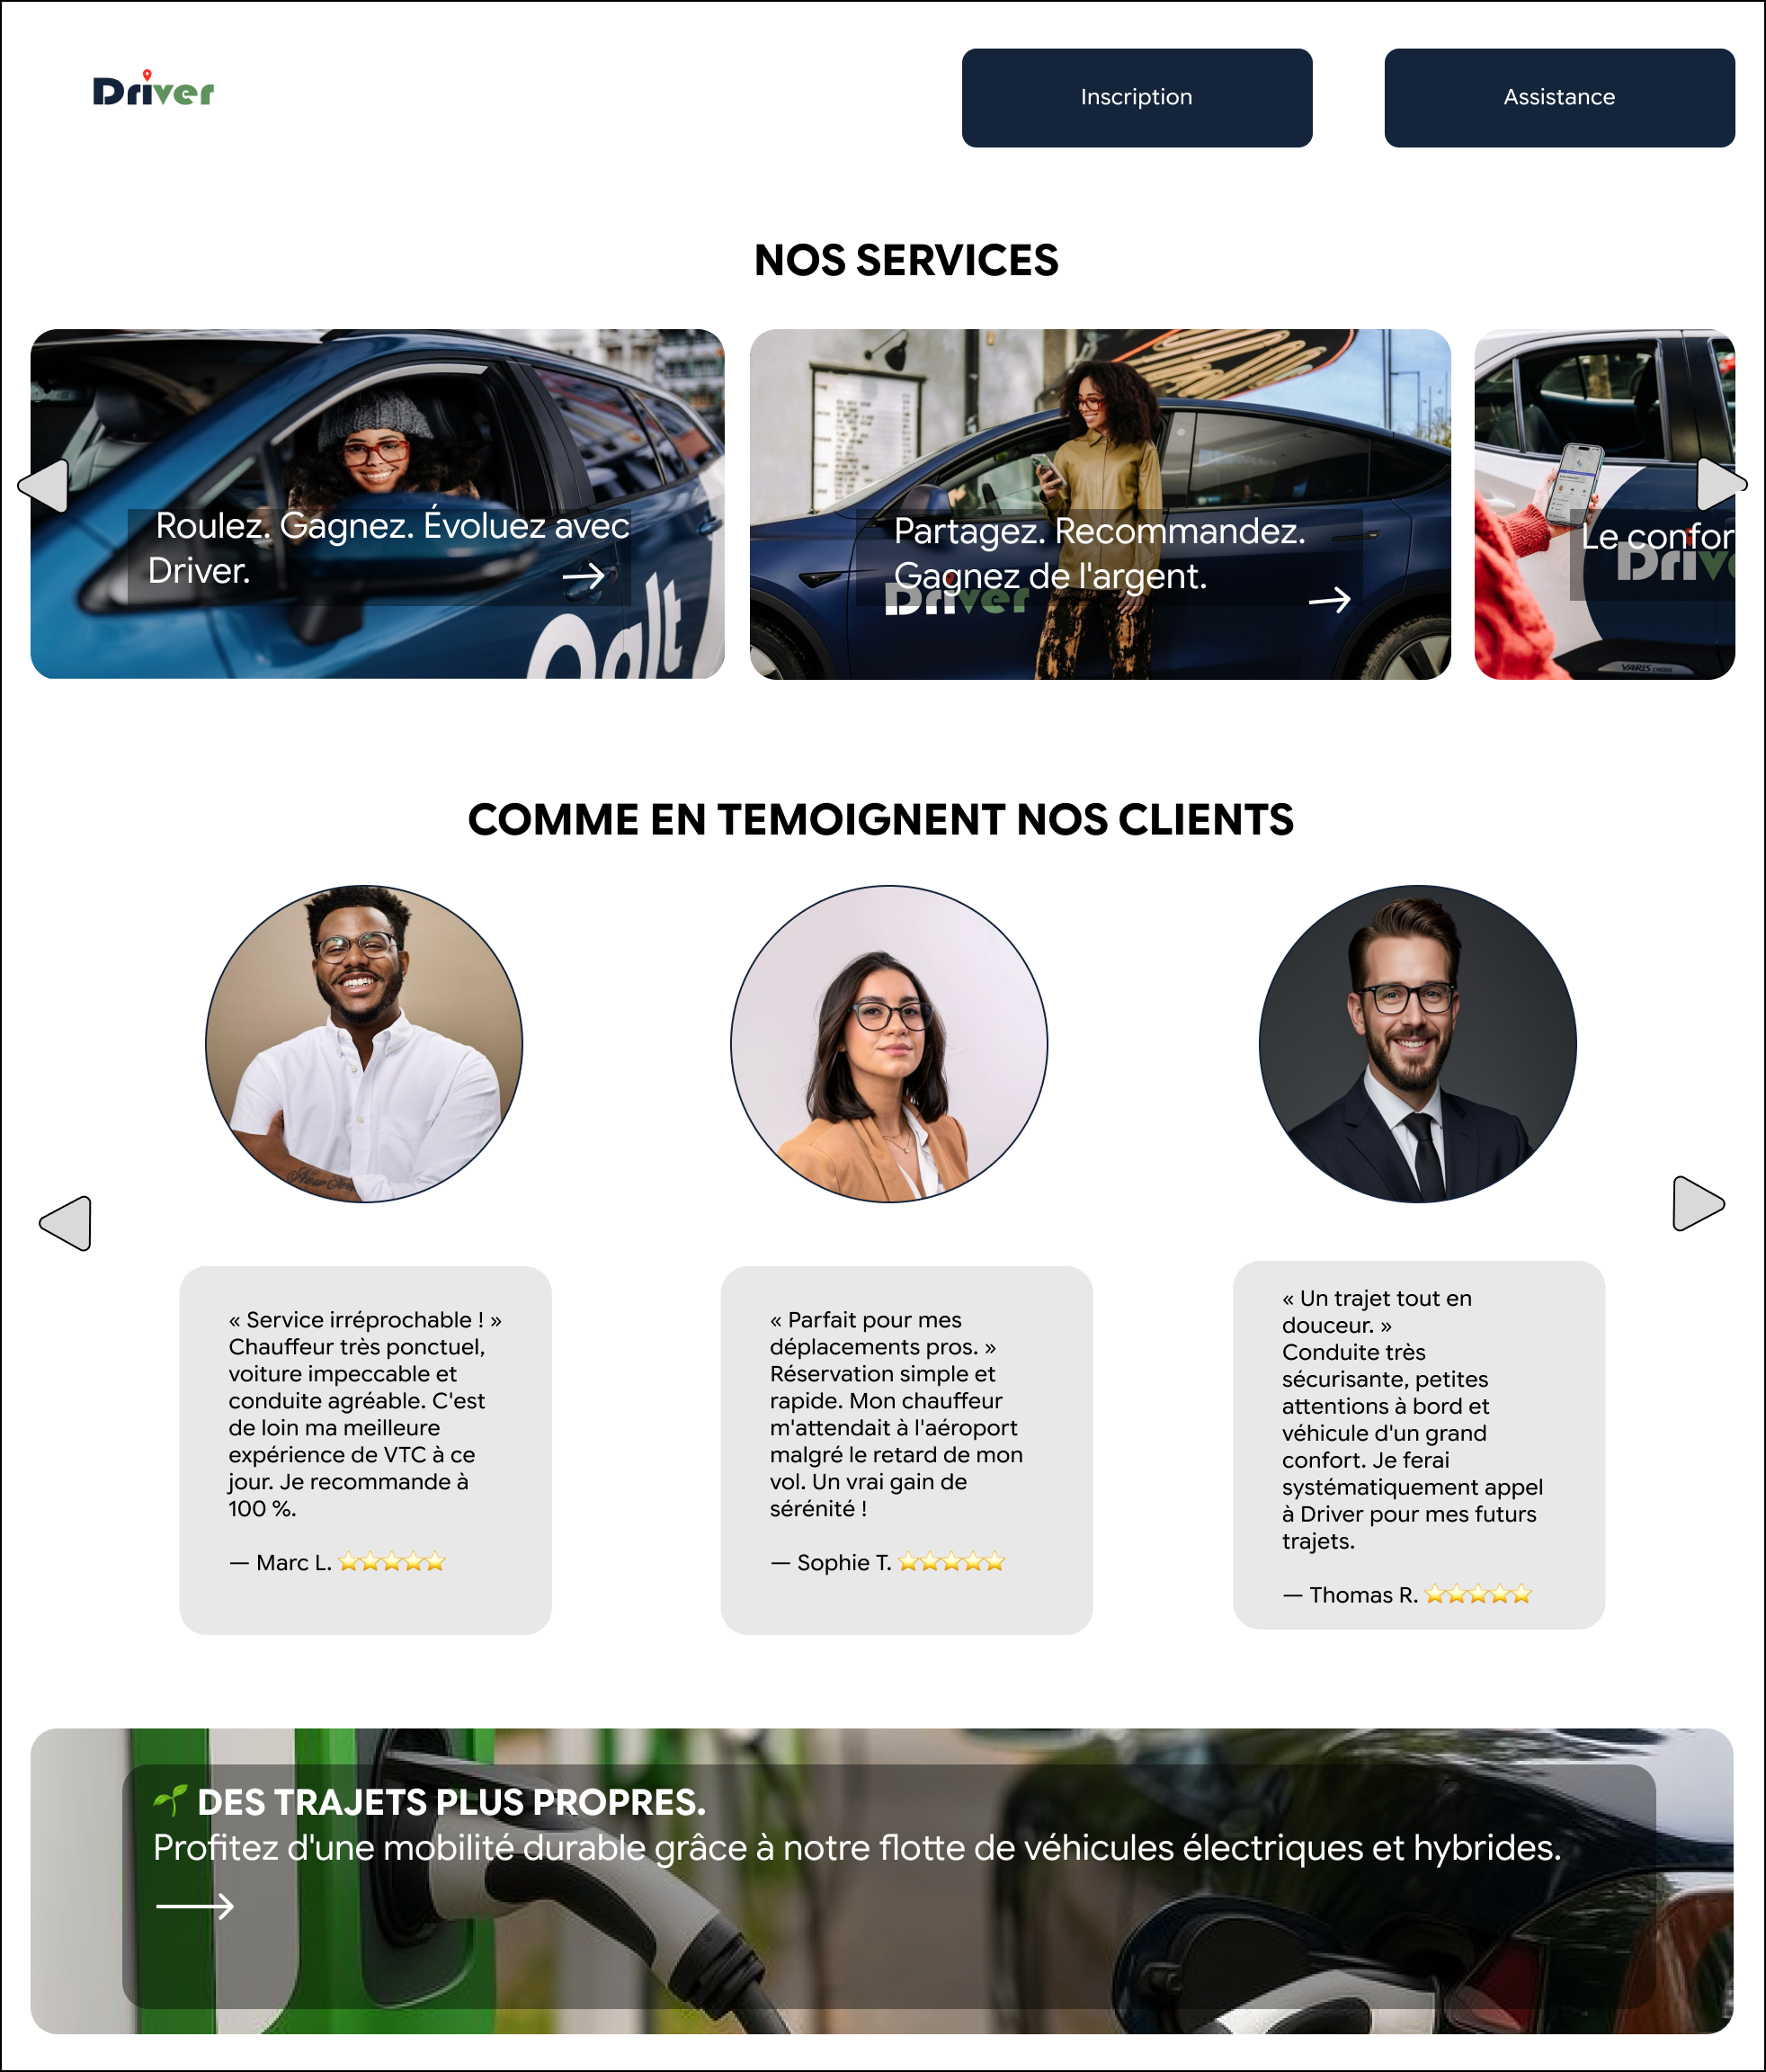 Driver
Inscription
Assistance
NOS SERVICES
Roulez. Gagnez. Évoluez avec
Driver.
Partagez. Recommandez.
Gagnez de l'argent.
Driver
Le confor
Driv
YARIS CROSS
COMME EN TEMOIGNENT NOS CLIENTS
« Service irréprochable ! »
Chauffeur très ponctuel,
voiture impeccable et
conduite agréable. C'est
de loin ma meilleure
expérience de VTC à ce
jour. Je recommande à
100 %.
— Marc L. ⭐⭐⭐⭐⭐
« Parfait pour mes
déplacements pros. »
Réservation simple et
rapide. Mon chauffeur
m'attendait à l'aéroport
malgré le retard de mon
vol. Un vrai gain de
sérénité !
— Sophie T. ⭐⭐⭐⭐⭐
« Un trajet tout en
douceur. »
Conduite très
sécurisante, petites
attentions à bord et
véhicule d'un grand
confort. Je ferai
systématiquement appel
à Driver pour mes futurs
trajets.
— Thomas R. ⭐⭐⭐⭐⭐
🌱 DES TRAJETS PLUS PROPRES.
Profitez d'une mobilité durable grâce à notre flotte de véhicules électriques et hybrides.